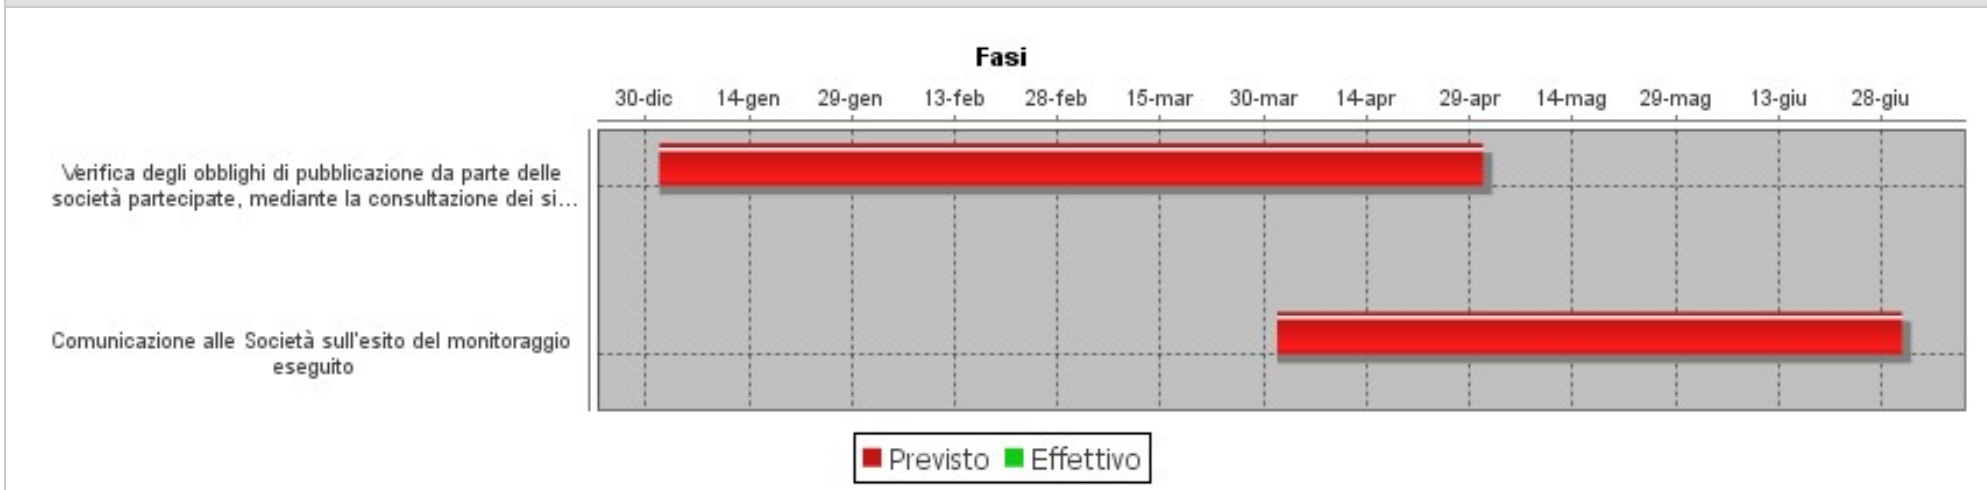 Fasi
30-dic 14-gen 29-gen 13-feb 28-feb 15-mar 30-mar 14-apr 29-apr 14-mag 29-mag 13-giu 28-giu
Verifica degli obblighi di pubblicazione da parte delle
società partecipate, mediante la consultazione dei si...
Comunicazione alle Società sull'esito del monitoraggio
eseguito
Previsto Effettivo